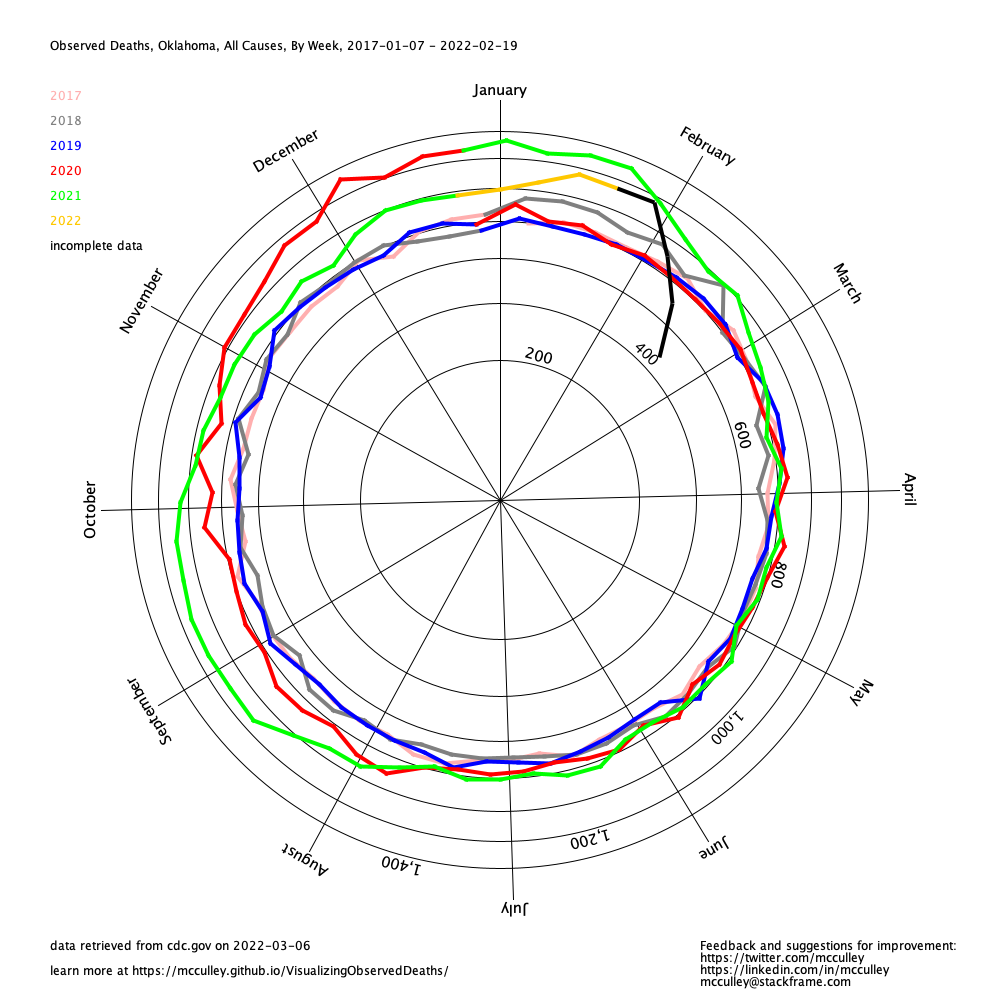 Observed Deaths, Oklahoma, All Causes, By Week, 2017-01-07 - 2022-02-19
January
2017
2018
2019
2020
2021
2022
incomplete data
February
March
April
May
June
July
August
September
October
November
December
200
400
600
800
1,000
1,200
1,400
data retrieved from cdc.gov on 2022-03-06
learn more at https://mcculley.github.io/VisualizingObservedDeaths/
Feedback and suggestions for improvement:
https://twitter.com/mcculley
https://linkedin.com/in/mcculley
mcculley@stackframe.com